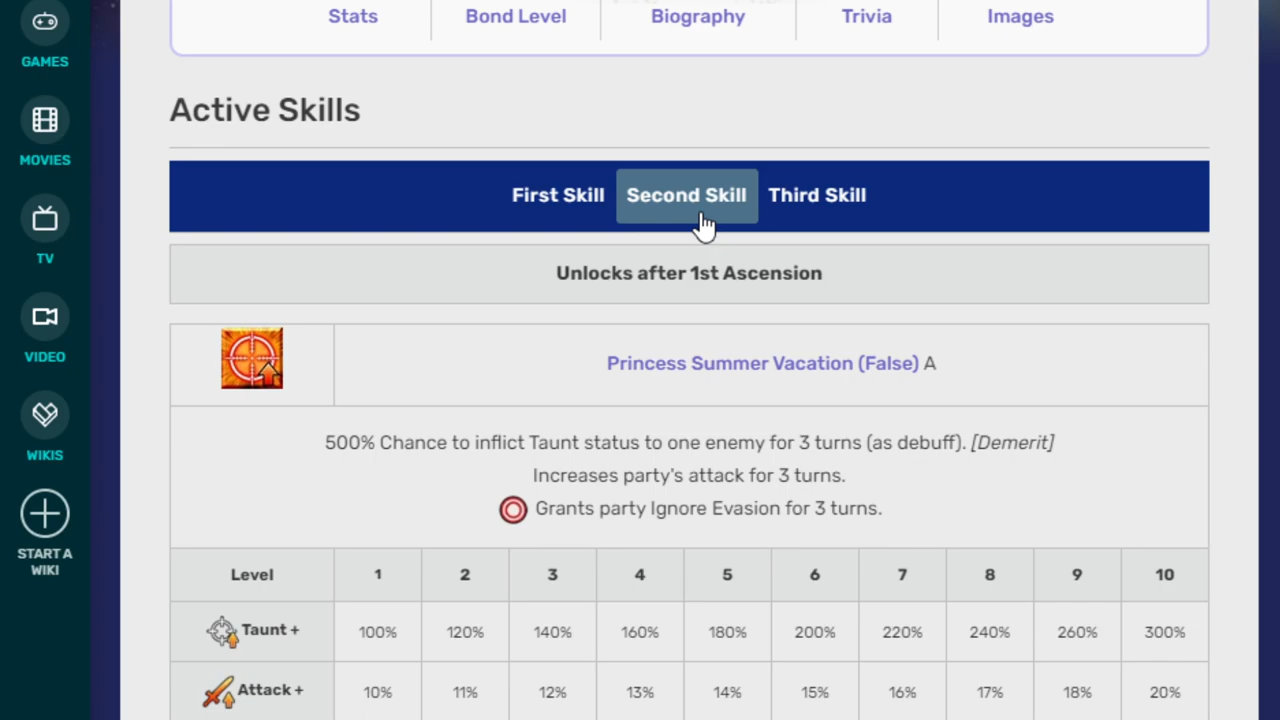 Stats Bond Level Biography Trivia Images
GAMES
Active Skills
MOVIES
First Skill Second Skill Third Skill
TV
Unlocks after 1st Ascension
VIDEO
Princess Summer Vacation (False) A
WIKIS
500% Chance to inflict Taunt status to one enemy for 3 turns (as debuff). [Demerit]
Increases party's attack for 3 turns.
Grants party Ignore Evasion for 3 turns.
START A
WIKI
Level 1 2 3 4 5 6 7 8 9 10
Taunt + 100% 120% 140% 160% 180% 200% 220% 240% 260% 300%
Attack + 10% 11% 12% 13% 14% 15% 16% 17% 18% 20%